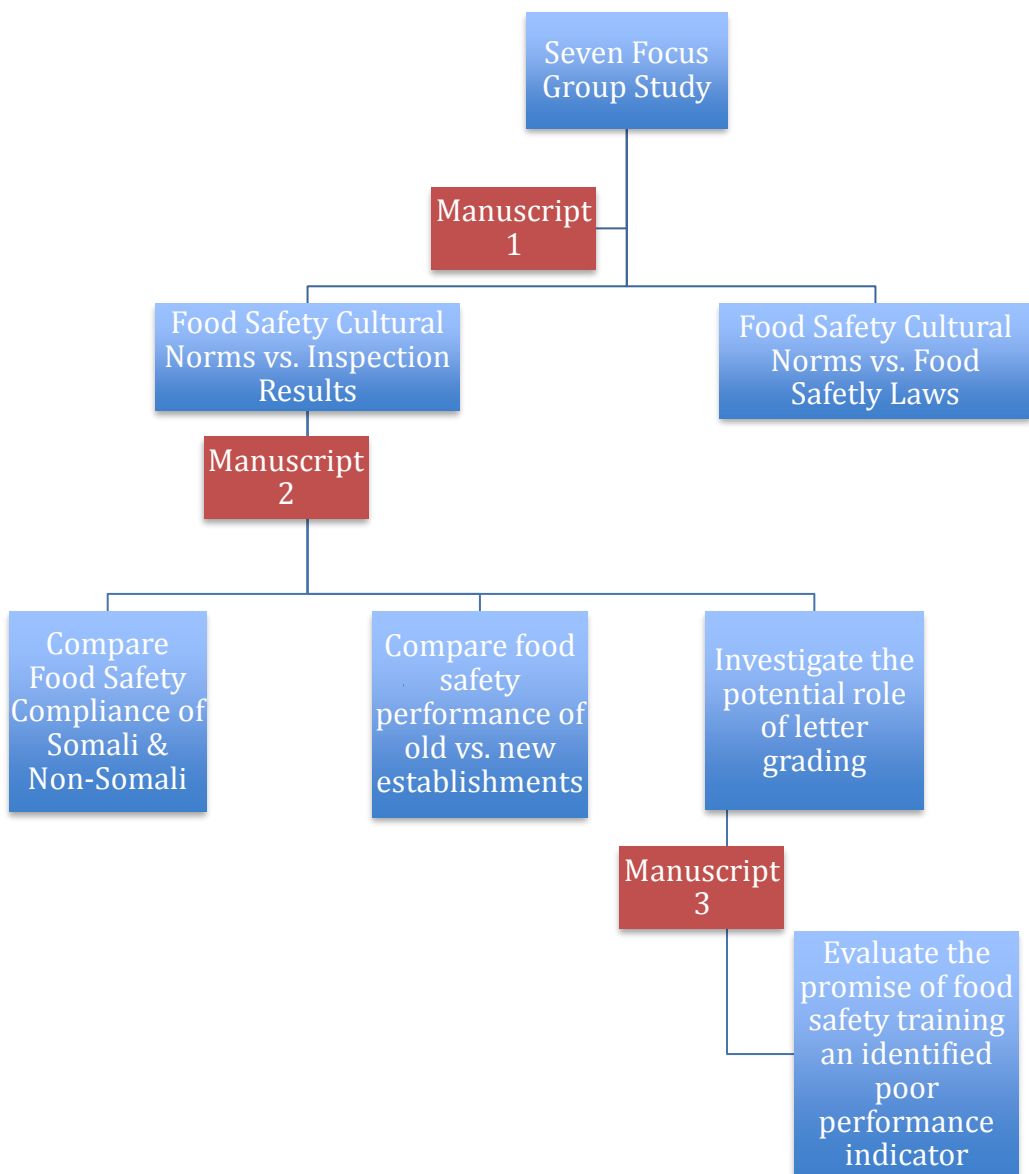 Seven Focus
Group Study
Manuscript
1
Food Safety Cultural
Norms vs. Inspection
Results
Food Safety Cultural
Norms vs. Food
Safetly Laws
Manuscript
2
Compare
Food Safety
Compliance of
Somali &
Non-Somali
Compare food
safety
performance of
old vs. new
establishments
Investigate the
potential role
of letter
grading
Manuscript
3
Evaluate the
promise of food
safety training
an identified
poor
performance
indicator